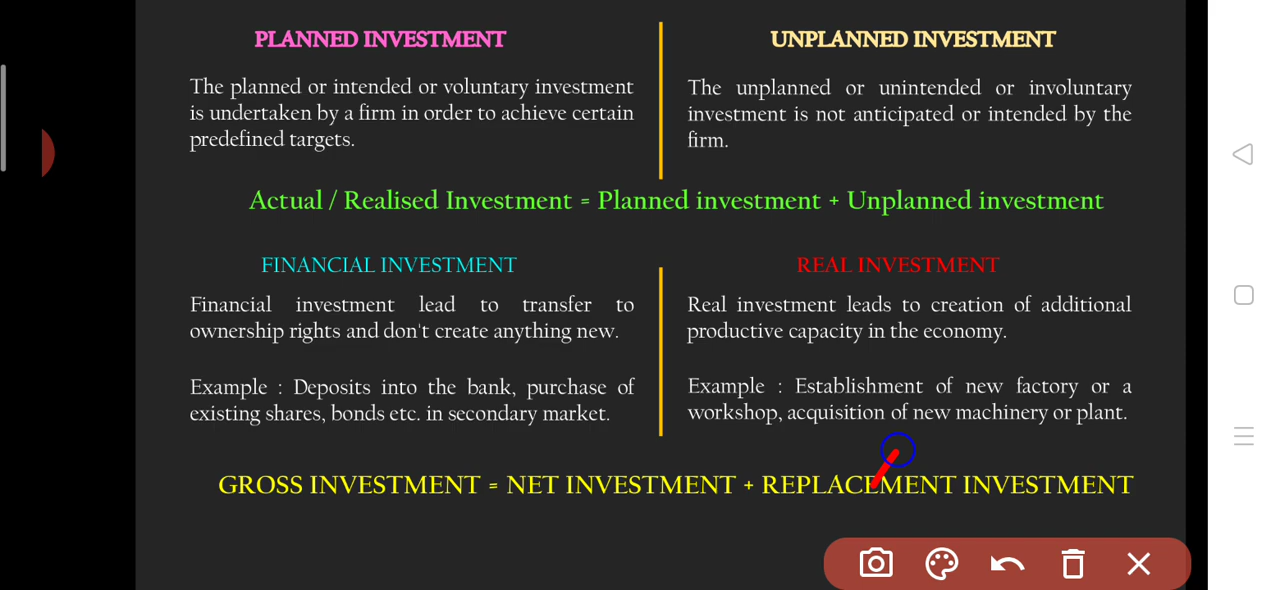 PLANNED INVESTMENT
UNPLANNED INVESTMENT
The planned or intended or voluntary investment
is undertaken by a firm in order to achieve certain
predefined targets.
The unplanned or unintended or involuntary
investment is not anticipated or intended by the
firm.
Actual / Realised Investment = Planned investment + Unplanned investment
FINANCIAL INVESTMENT
REAL INVESTMENT
Financial investment lead to transfer to
ownership rights and don't create anything new.
Example : Deposits into the bank, purchase of
existing shares, bonds etc. in secondary market.
Real investment leads to creation of additional
productive capacity in the economy.
Example : Establishment of new factory or a
workshop, acquisition of new machinery or plant.
GROSS INVESTMENT = NET INVESTMENT + REPLACEMENT INVESTMENT